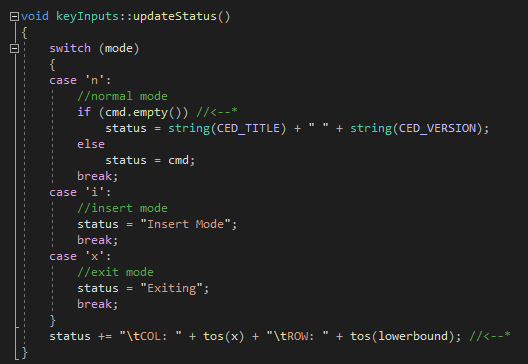 void keyInputs::updateStatus()
{
    switch (mode)
    {
    case 'n':
        //normal mode
        if (cmd.empty()) //<--*
            status = string(CED_TITLE) + " " + string(CED_VERSION);
        else
            status = cmd;
        break;
    case 'i':
        //insert mode
        status = "Insert Mode";
        break;
    case 'x':
        //exit mode
        status = "Exiting";
        break;
    }
    status += "\tCOL: " + tos(x) + "\tROW: " + tos(lowerbound); //<--*
}